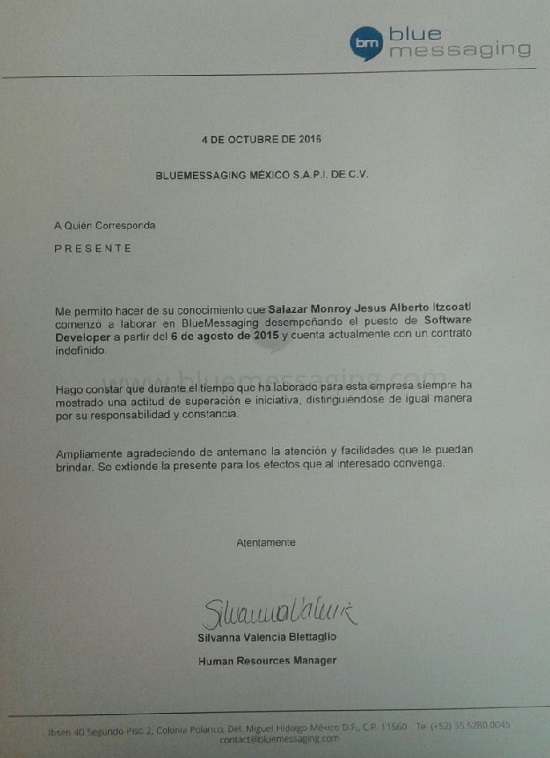 bm blue
messaging
4 DE OCTUBRE DE 2016
BLUEMESSAGING MÉXICO S.A.P.I. DE C.V.
A Quién Corresponda
P R E S E N T E
Me permito hacer de su conocimiento que Salazar Monroy Jesus Alberto Itzcoatl
comenzó a laborar en BlueMessaging desempeñando el puesto de Software
Developer a partir del 6 de agosto de 2015 y cuenta actualmente con un contrato
indefinido.
www.bluemessaging.com
Hago constar que durante el tiempo que ha laborado para esta empresa siempre ha
mostrado una actitud de superación e iniciativa, distinguiéndose de igual manera
por su responsabilidad y constancia.
Ampliamente agradeciendo de antemano la atención y facilidades que le puedan
brindar. Se extiende la presente para los efectos que al interesado convenga.
Atentamente
Silvanna Valencia
Silvanna Valencia Blettaglio
Human Resources Manager
Ibsen 40 Segundo Piso 2, Colonia Polanco, Del. Miguel Hidalgo México D.F., C.P. 11560 Te. (+52) 55.5280.0045
contact@bluemessaging.com